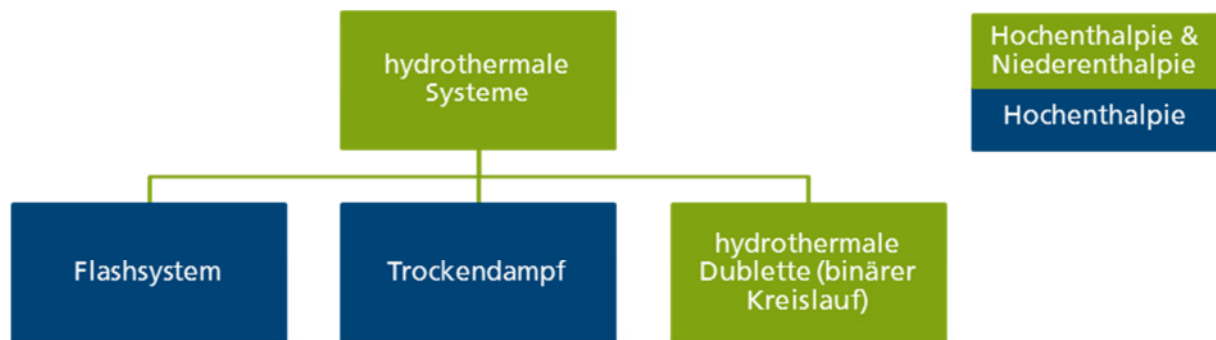 hydrothermale
Systeme
Hochenthalpie &
Niederenthalpie
Hochenthalpie
Flashsystem
Trockendampf
hydrothermale
Dublette (binärer
Kreislauf)